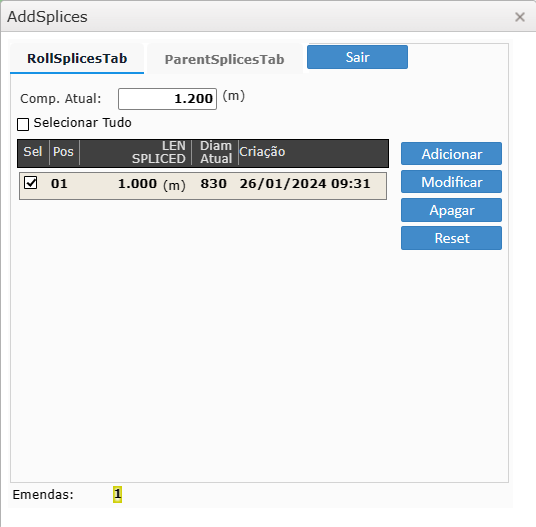 AddSplices ×
RollSplicesTab ParentSplicesTab Sair
Comp. Atual: 1.200 (m)
Selecionar Tudo
Sel Pos LEN SPLICED Diam Atual Criação
01 1.000 (m) 830 26/01/2024 09:31
Adicionar
Modificar
Apagar
Reset
Emendas: 1